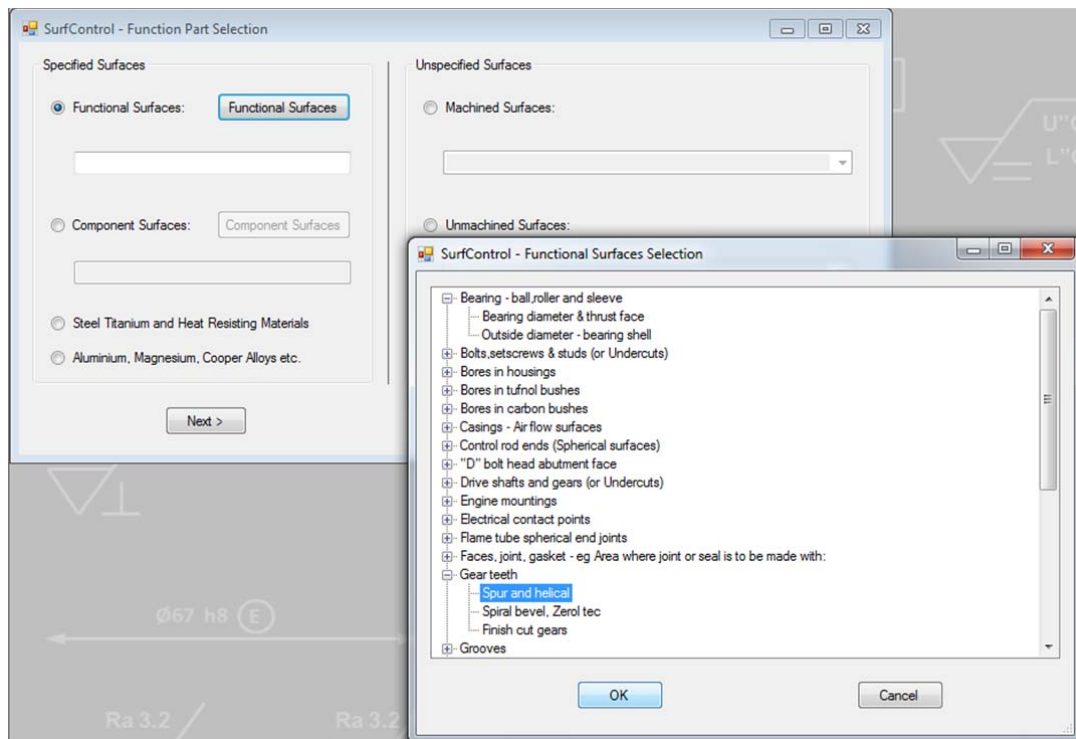 SurfControl - Function Part Selection
Specified Surfaces
Unspecified Surfaces
Functional Surfaces:
Functional Surfaces
Machined Surfaces:
Component Surfaces:
Component Surfaces
Unmachined Surfaces:
Steel Titanium and Heat Resisting Materials
Aluminium, Magnesium, Cooper Alloys etc.
Next >
SurfControl - Functional Surfaces Selection
Bearing - ball,roller and sleeve
Bearing diameter & thrust face
Outside diameter - bearing shell
Bolts,setscrews & studs (or Undercuts)
Bores in housings
Bores in tufnol bushes
Bores in carbon bushes
Casings - Air flow surfaces
Control rod ends (Spherical surfaces)
"D" bolt head abutment face
Drive shafts and gears (or Undercuts)
Engine mountings
Electrical contact points
Flame tube spherical end joints
Faces, joint, gasket - eg Area where joint or seal is to be made with:
Gear teeth
Spur and helical
Spiral bevel, Zerol tec
Finish cut gears
Grooves
OK
Cancel
Ø67 h8 E
Ra 3.2
Ra 3.2